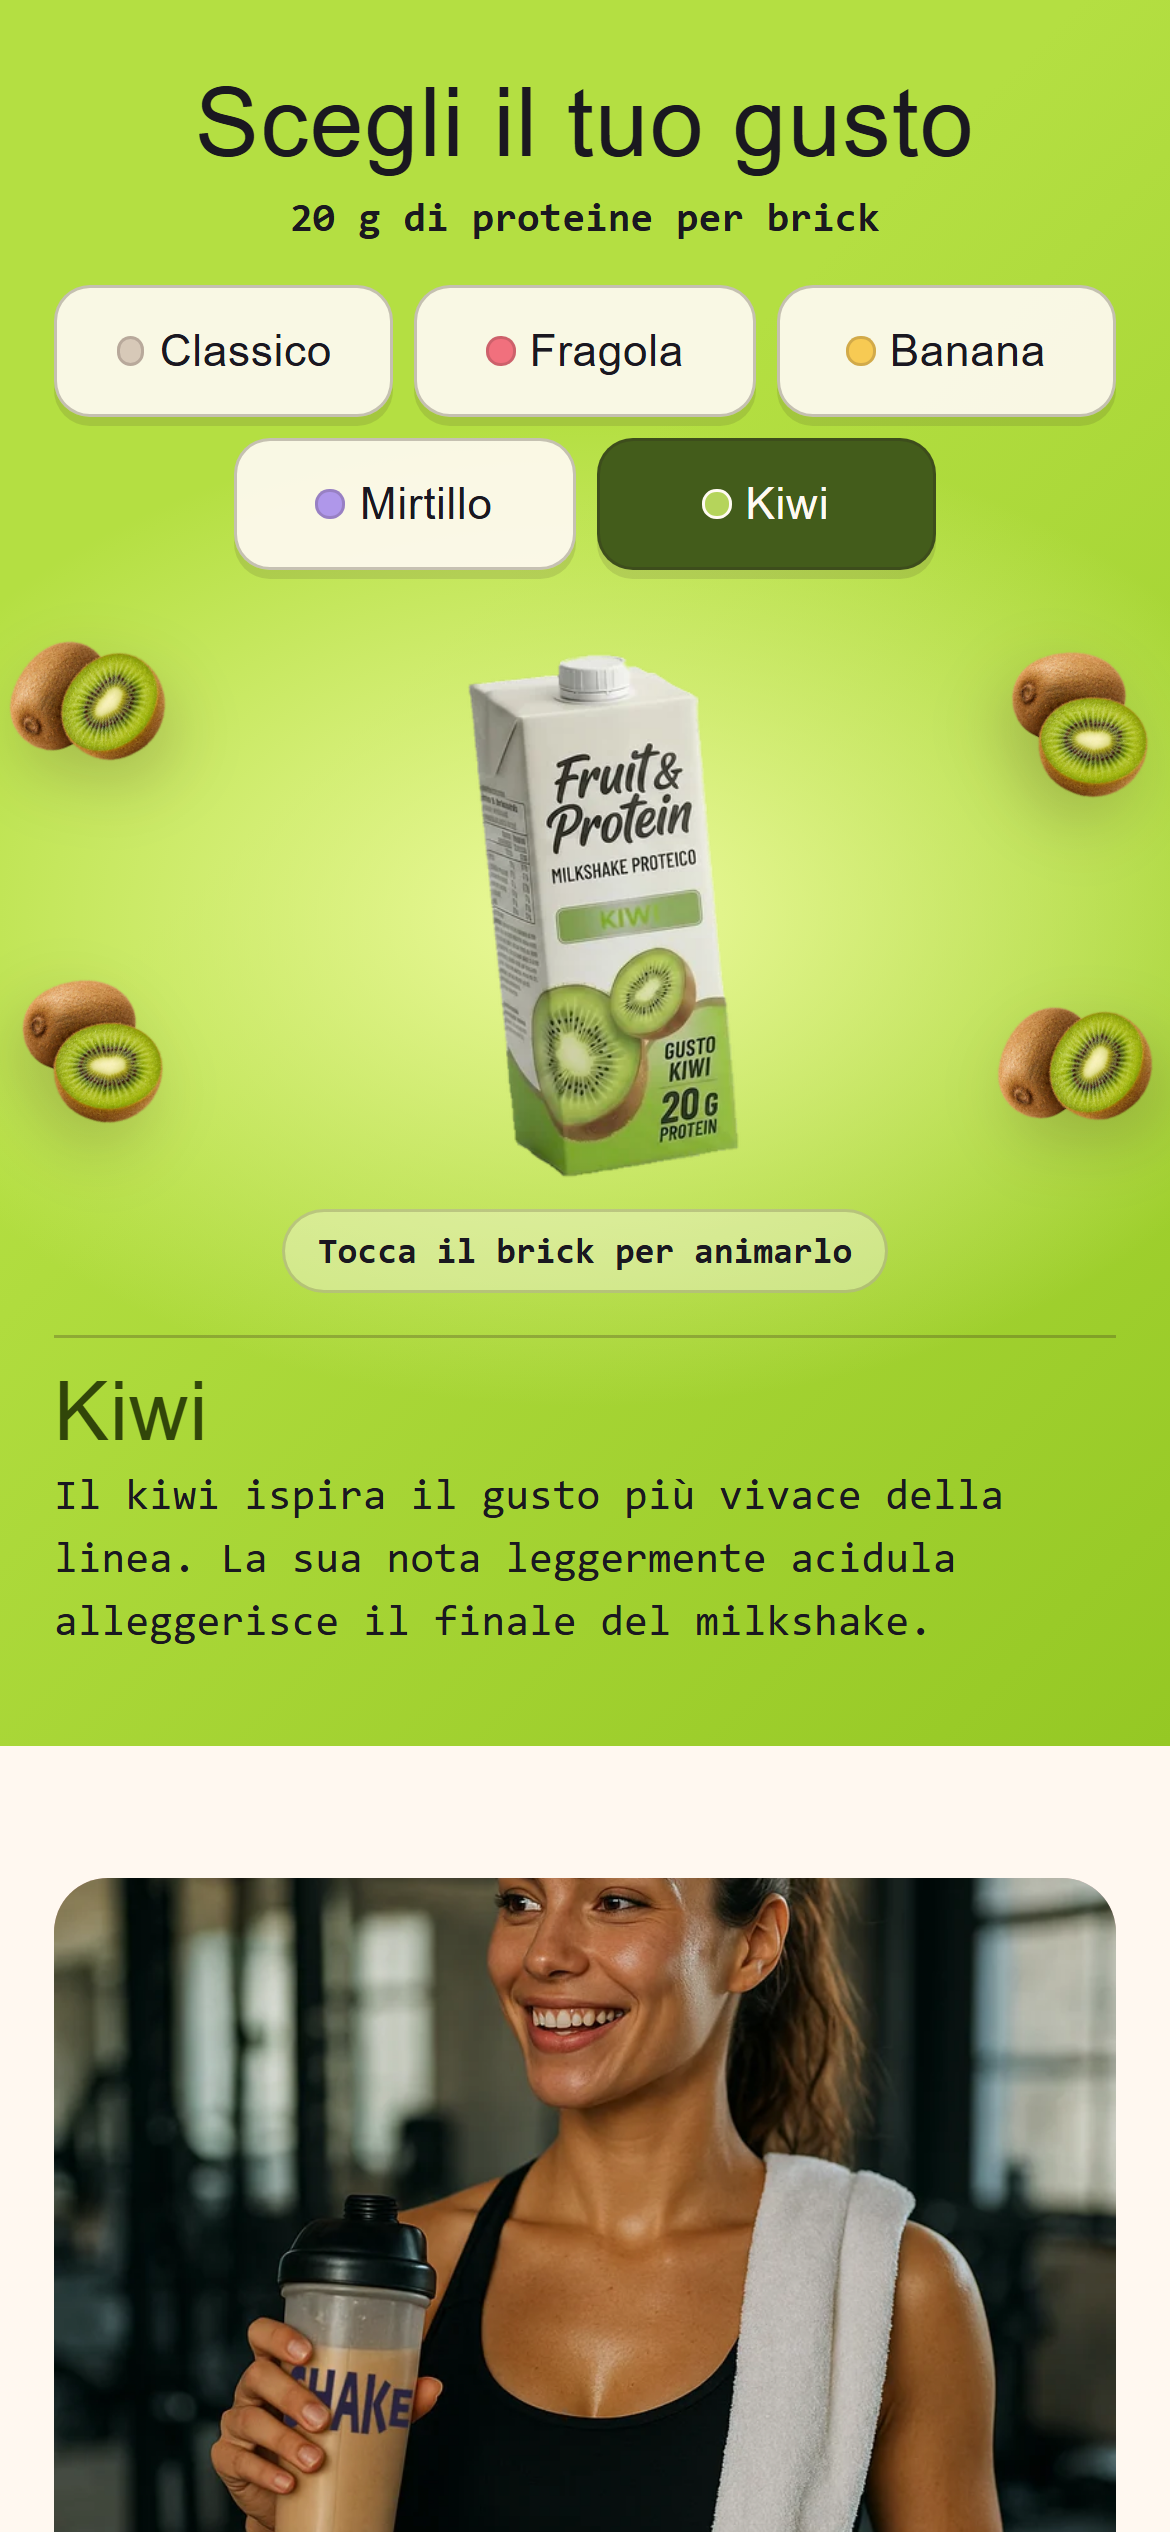 Scegli il tuo gusto
20 g di proteine per brick
Classico
Fragola
Banana
Mirtillo
Kiwi
Fruit &
Protein
MILKSHAKE PROTEICO
KIWI
GUSTO
KIWI
20 G
PROTEIN
Tocca il brick per animarlo
Kiwi
Il kiwi ispira il gusto più vivace della
linea. La sua nota leggermente acidula
alleggerisce il finale del milkshake.
SHAKE